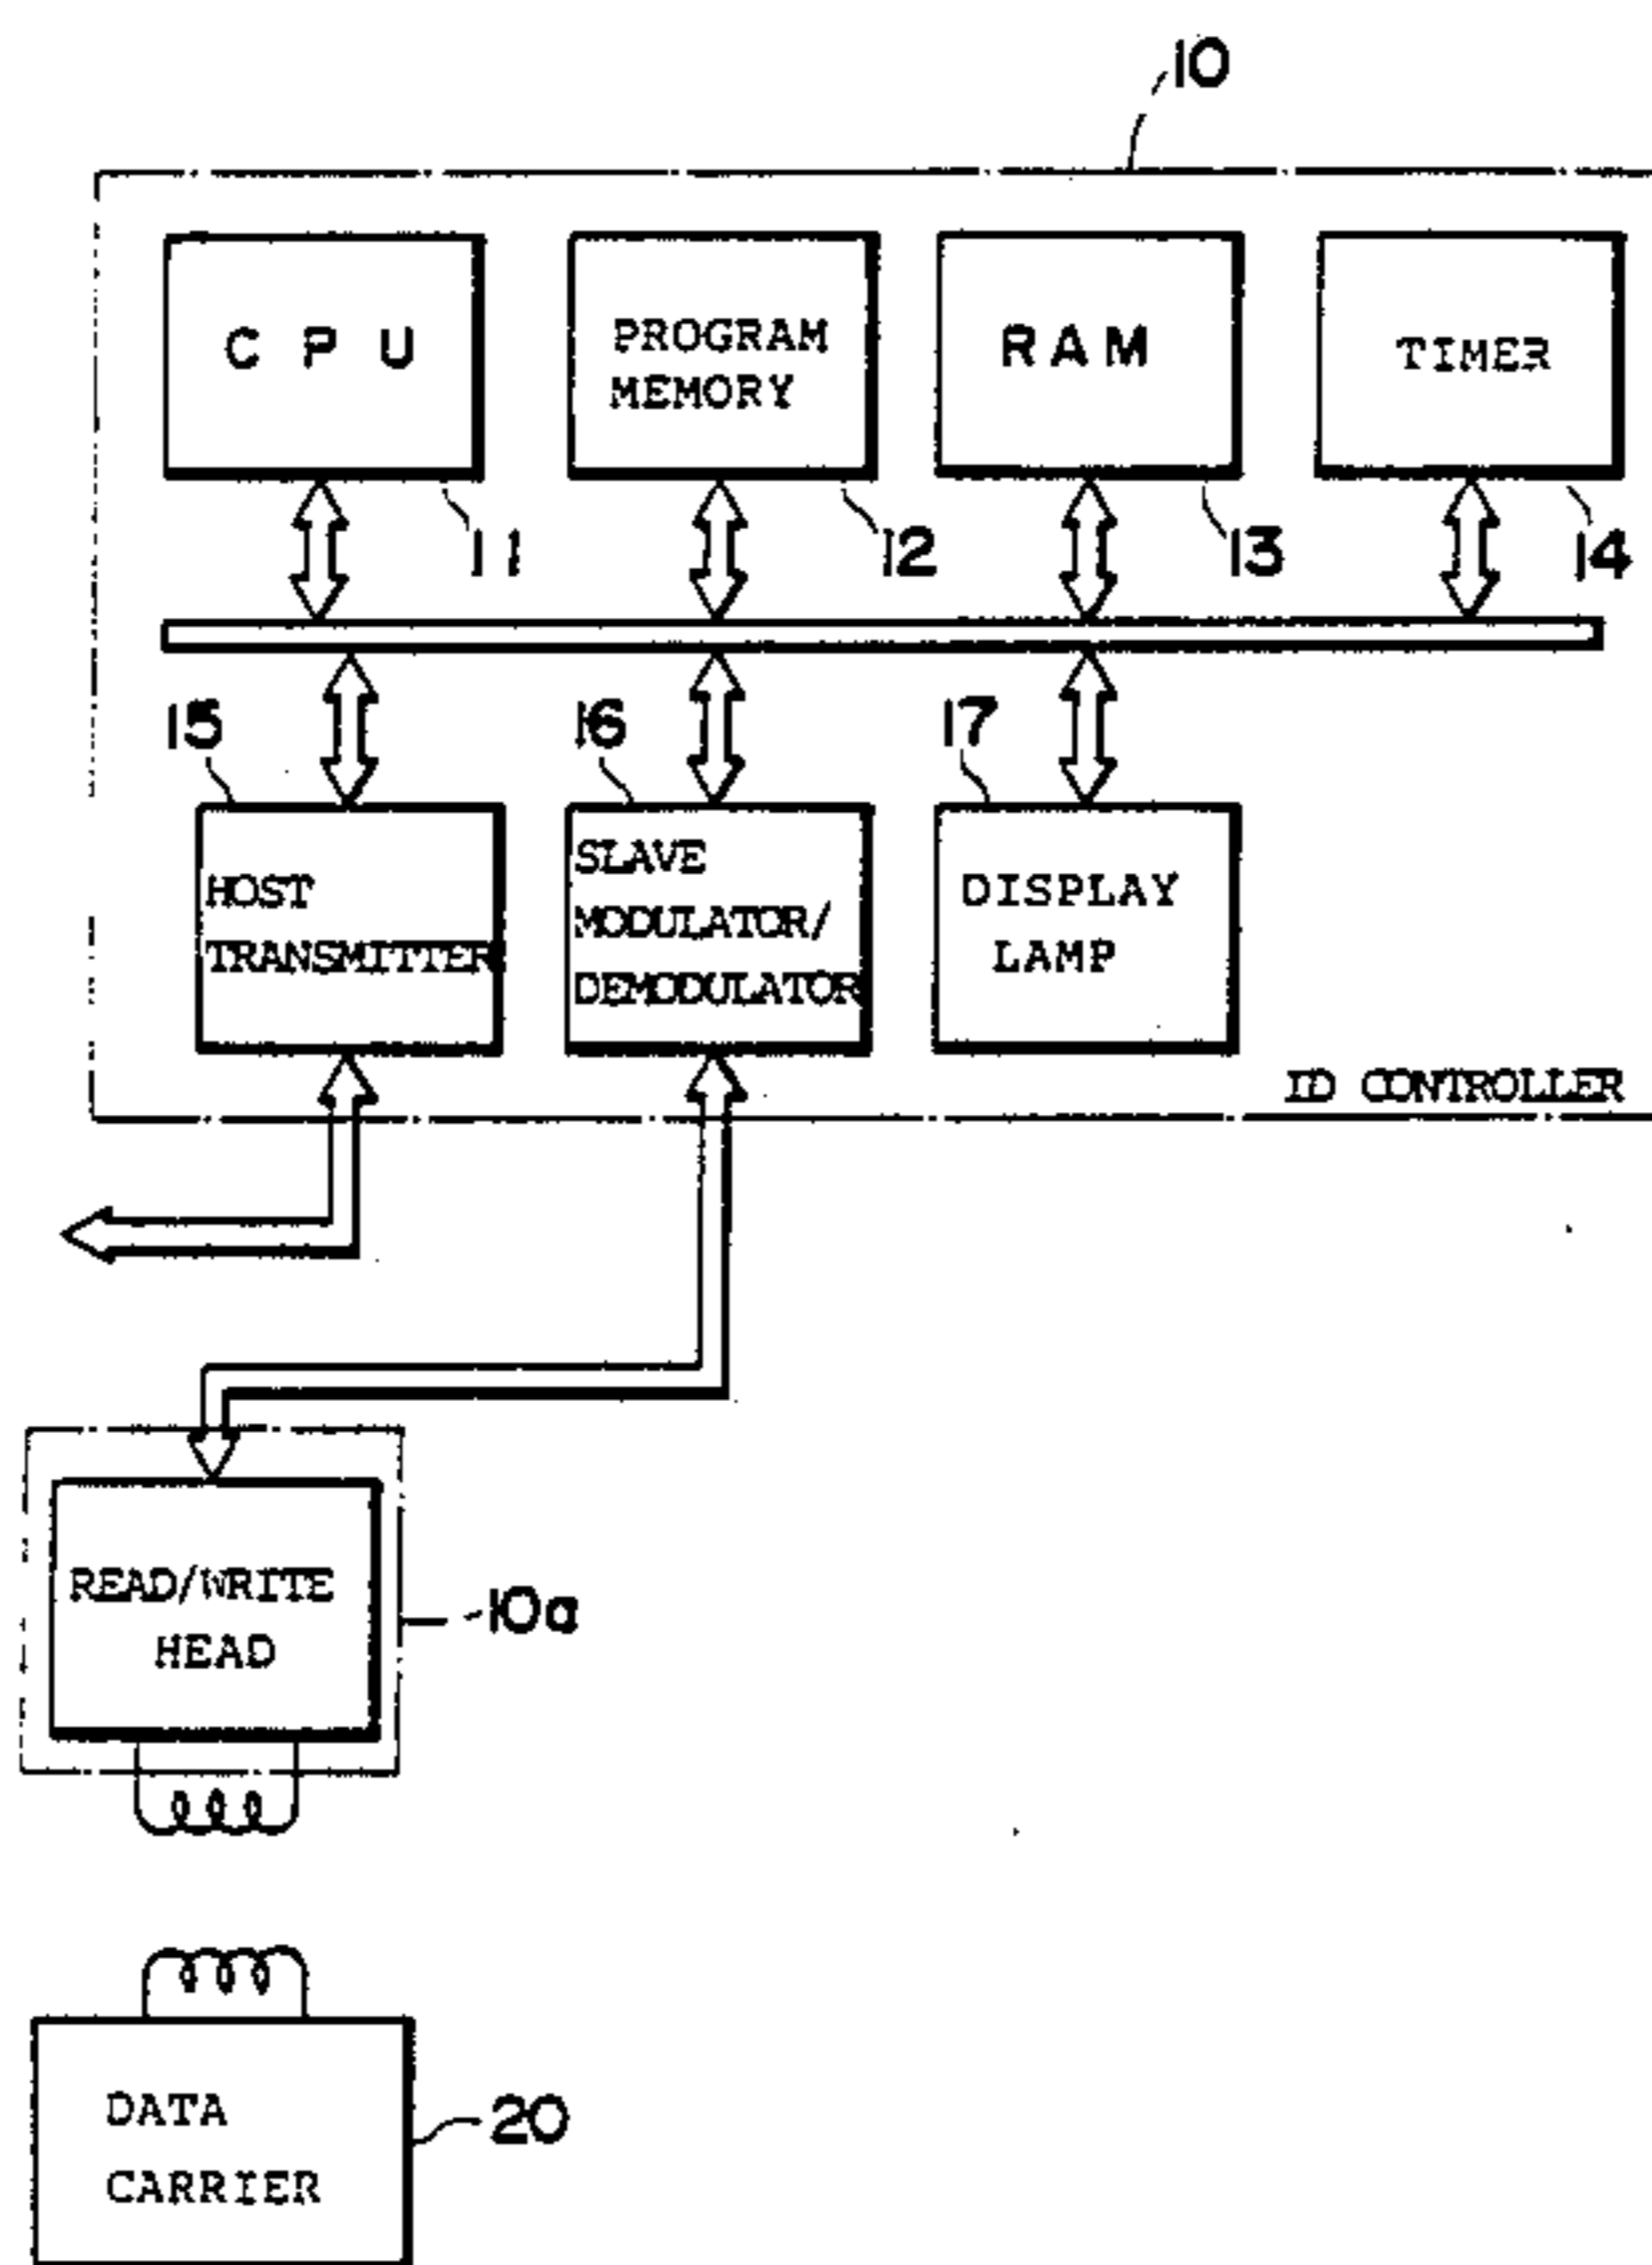 10
C P U
PROGRAM
MEMORY
RAM
TIMER
11
12
13
14
15
16
17
HOST
TRANSMITTER
SLAVE
MODULATOR/
DEMODULATOR
DISPLAY
LAMP
ID CONTROLLER
READ/WRITE
HEAD
10a
DATA
CARRIER
20